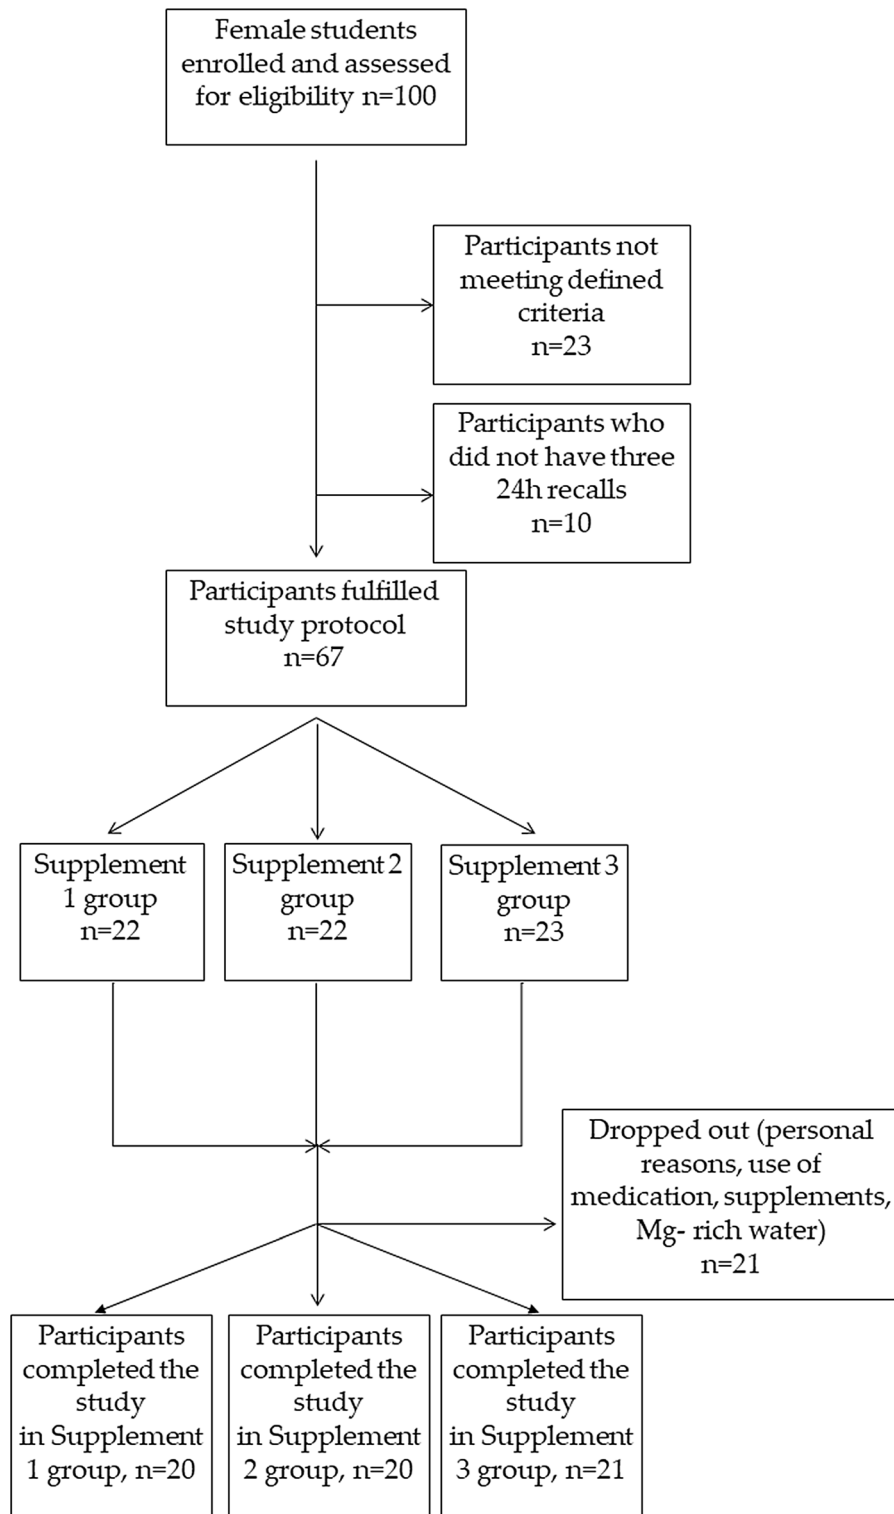 Female students
enrolled and assessed
for eligibility n=100
Participants not
meeting defined
criteria
n=23
Participants who
did not have three
24h recalls
n=10
Participants fulfilled
study protocol
n=67
Supplement
1 group
n=22
Supplement 2
group
n=22
Supplement 3
group
n=23
Dropped out (personal
reasons, use of
medication, supplements,
Mg- rich water)
n=21
Participants
completed the
study
in Supplement
1 group, n=20
Participants
completed the
study
in Supplement
2 group, n=20
Participants
completed the
study
in Supplement
3 group, n=21